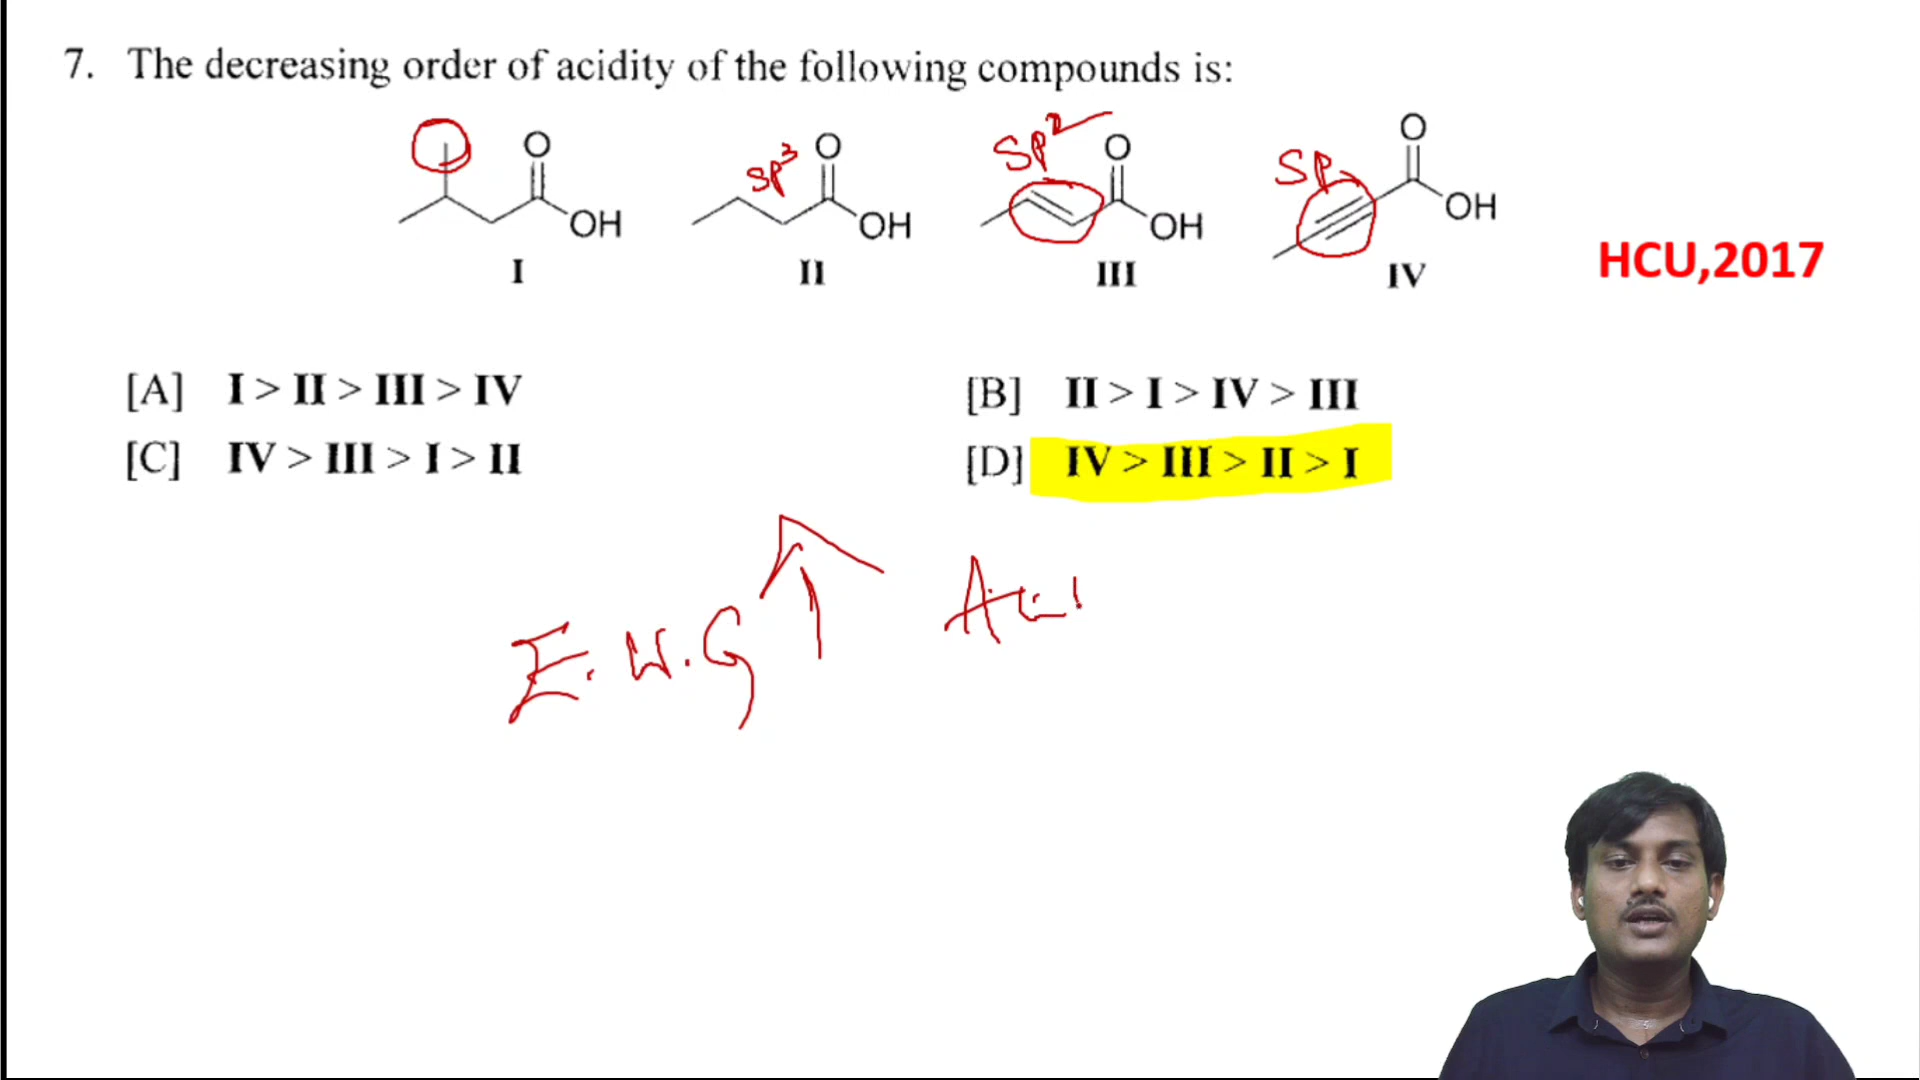 7. The decreasing order of acidity of the following compounds is:
O OH I
sp³ O OH II
SP² O OH III
SP O OH IV
HCU,2017
[A] I > II > III > IV
[B] II > I > IV > III
[C] IV > III > I > II
[D] IV > III > II > I
E.W.G ↑